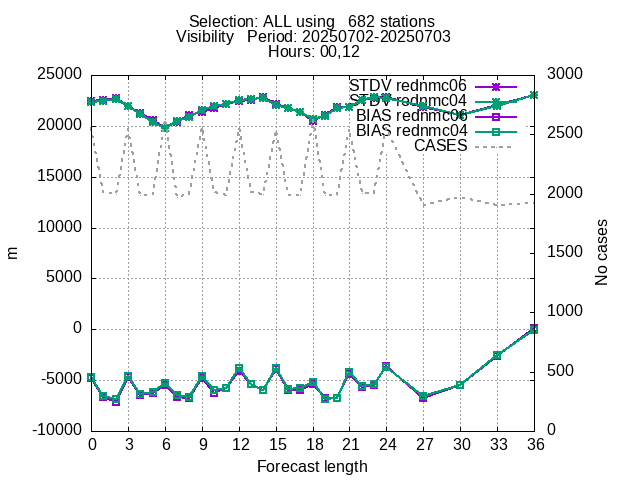 Selection: ALL using   682 stations
Visibility   Period: 20250702-20250703
Hours: 00,12
25000
20000
15000
10000
5000
0
-5000
-10000
m
3000
2500
2000
1500
1000
500
0
No cases
STDV rednmc06
STDV rednmc04
BIAS rednmc06
BIAS rednmc04
CASES
0 3 6 9 12 15 18 21 24 27 30 33 36
Forecast length